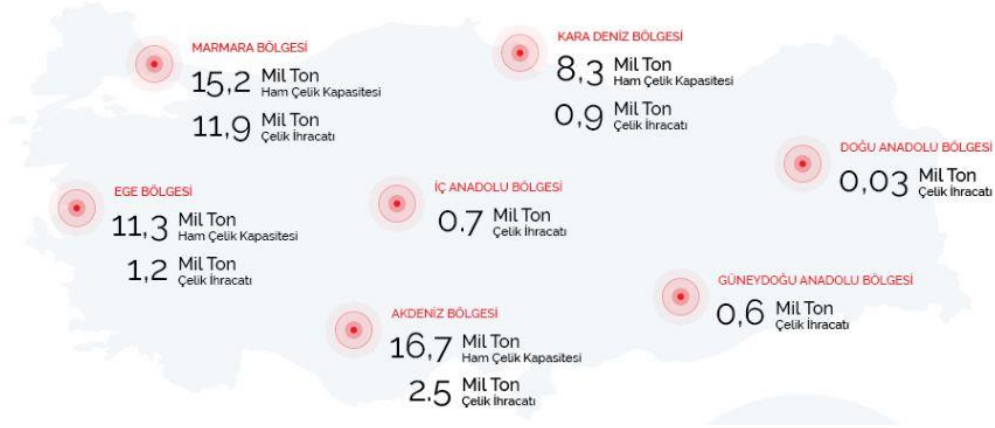 MARMARA BÖLGESİ
15,2 Mil Ton
Ham Çelik Kapasitesi
11,9 Mil Ton
Çelik İhracatı
KARA DENİZ BÖLGESİ
8,3 Mil Ton
Ham Çelik Kapasitesi
0,9 Mil Ton
Çelik İhracatı
DOĞU ANADOLU BÖLGESİ
0,03 Mil Ton
Çelik İhracatı
EGE BÖLGESİ
11,3 Mil Ton
Ham Çelik Kapasitesi
1,2 Mil Ton
Çelik İhracatı
İÇ ANADOLU BÖLGESİ
0.7 Mil Ton
Çelik İhracatı
GÜNEYDOĞU ANADOLU BÖLGESİ
0,6 Mil Ton
Çelik İhracatı
AKDENİZ BÖLGESİ
16,7 Mil Ton
Ham Çelik Kapasitesi
2.5 Mil Ton
Çelik İhracatı